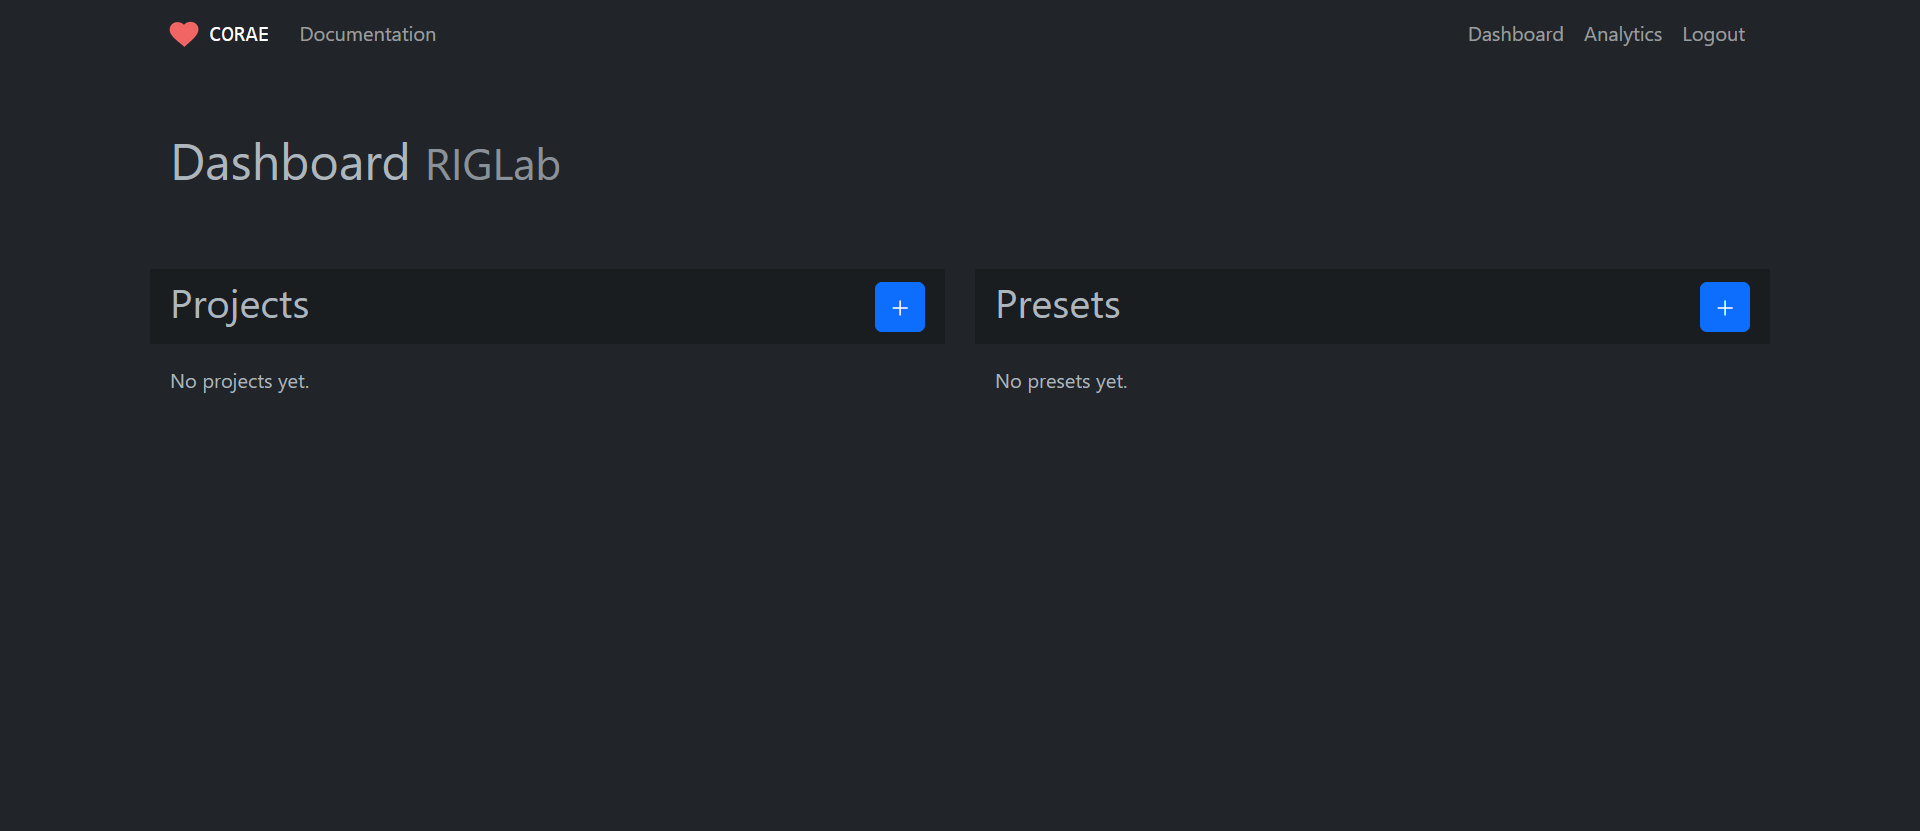 CORAE Documentation Dashboard Analytics Logout
Dashboard RIGLab
Projects +
No projects yet.
Presets +
No presets yet.